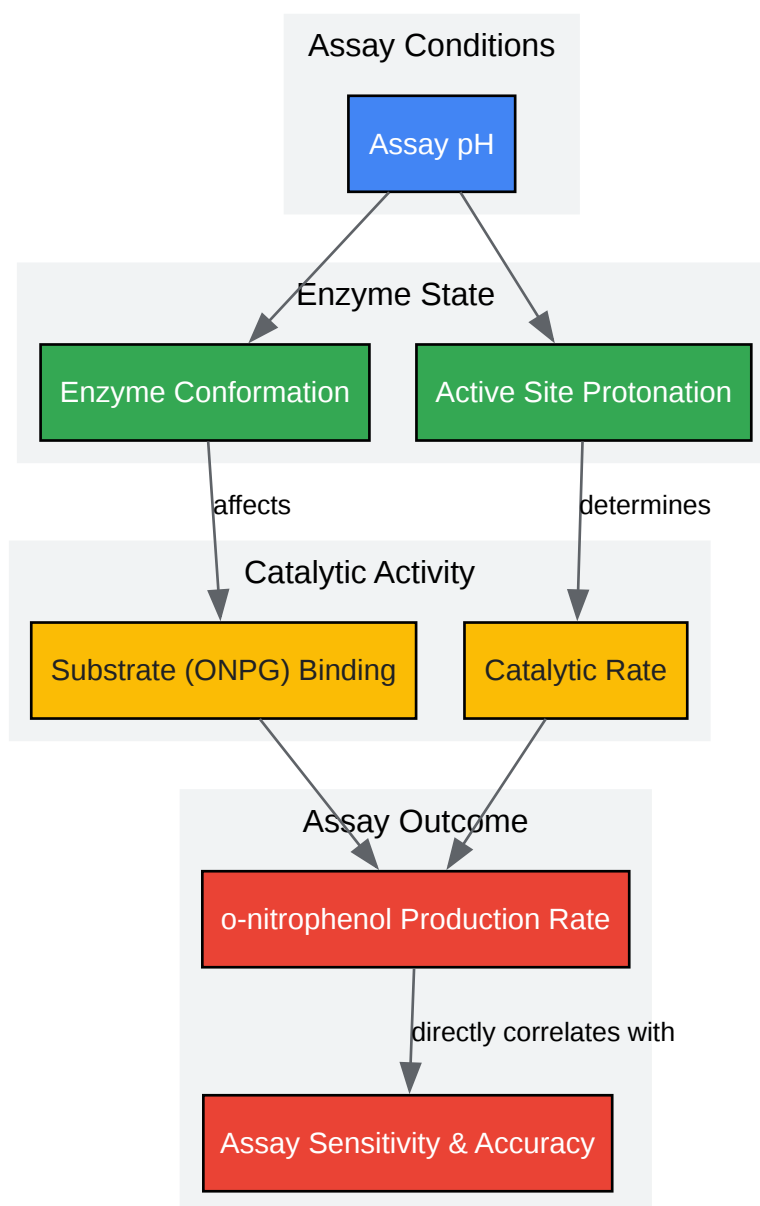 Assay Conditions
Assay pH
Enzyme State
Enzyme Conformation
Active Site Protonation
affects
determines
Catalytic Activity
Substrate (ONPG) Binding
Catalytic Rate
Assay Outcome
o-nitrophenol Production Rate
directly correlates with
Assay Sensitivity & Accuracy